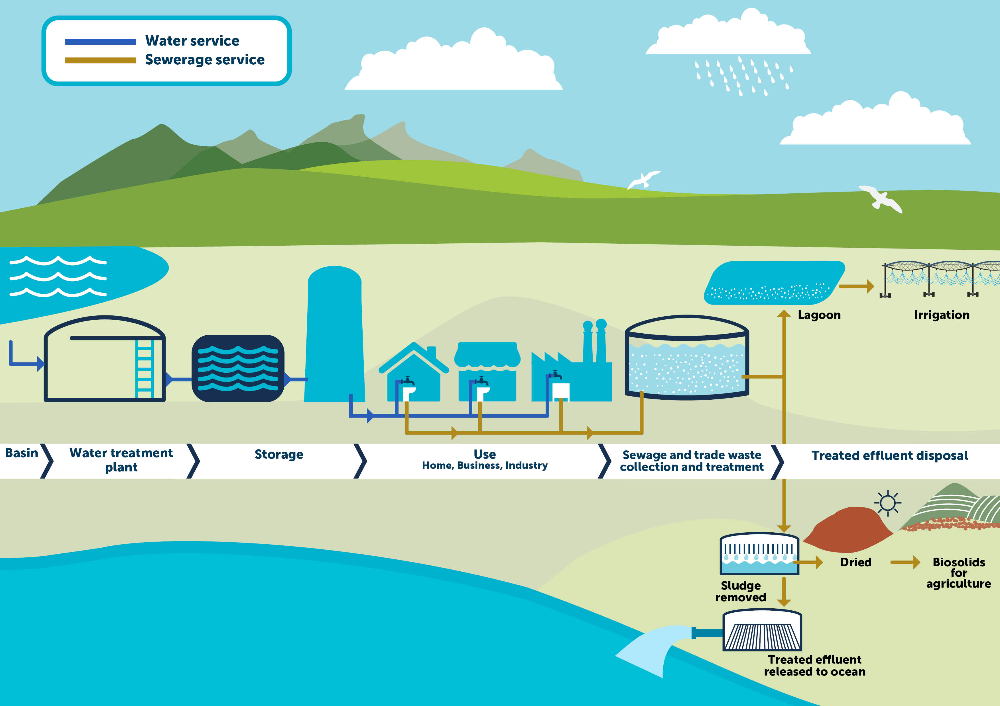 Water service
Sewerage service
Lagoon
Irrigation
Basin
Water treatment
plant
Storage
Use
Home, Business, Industry
Sewage and trade waste
collection and treatment
Treated effluent disposal
Dried
Biosolids
for
agriculture
Sludge
removed
Treated effluent
released to ocean